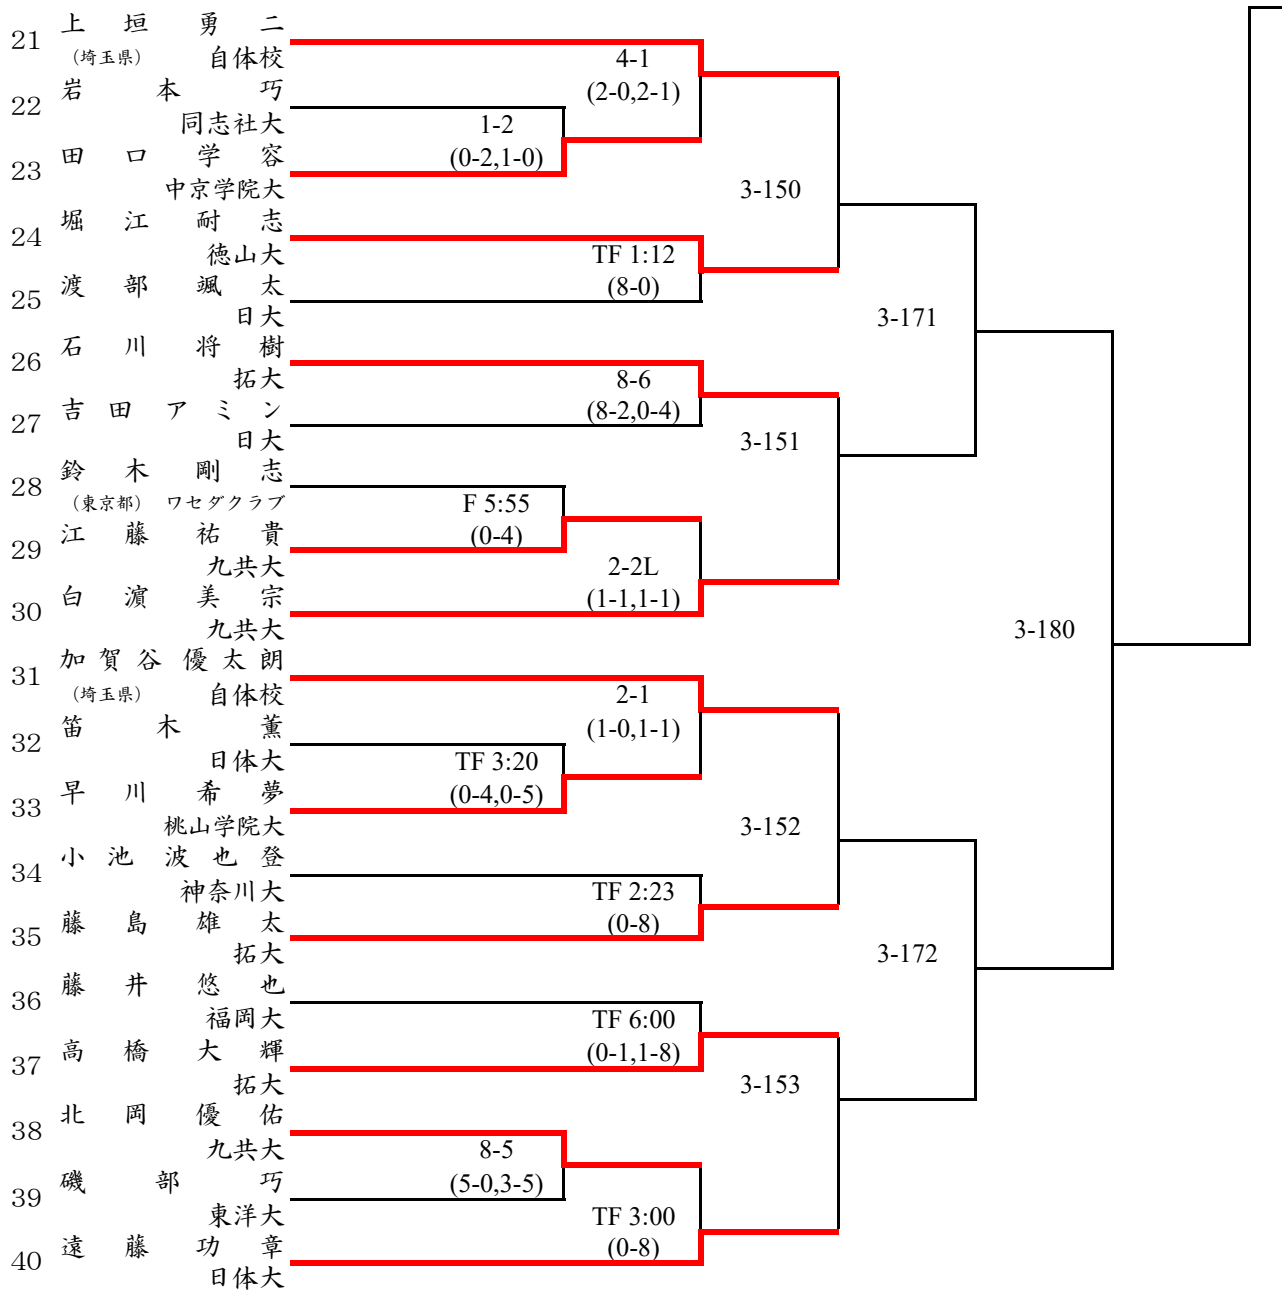 21 上垣勇二
（埼玉県） 自体校
22 岩本巧
同志社大
23 田口学容
中京学院大
24 堀江耐志
徳山大
25 渡部颯太
日大
26 石川将樹
拓大
27 吉田アミン
日大
28 鈴木剛志
（東京都） ワセダクラブ
29 江藤祐貴
九共大
30 白濵美宗
九共大
31 加賀谷優太朗
（埼玉県） 自体校
32 笛木薫
日体大
33 早川希夢
桃山学院大
34 小池波也登
神奈川大
35 藤島雄太
拓大
36 藤井悠也
福岡大
37 高橋大輝
拓大
38 北岡優佑
九共大
39 磯部巧
東洋大
40 遠藤功章
日体大
1-2
(0-2,1-0)
F 5:55
(0-4)
TF 3:20
(0-4,0-5)
8-5
(5-0,3-5)
4-1
(2-0,2-1)
TF 1:12
(8-0)
8-6
(8-2,0-4)
2-2L
(1-1,1-1)
2-1
(1-0,1-1)
TF 2:23
(0-8)
TF 6:00
(0-1,1-8)
TF 3:00
(0-8)
3-150
3-151
3-152
3-153
3-171
3-172
3-180